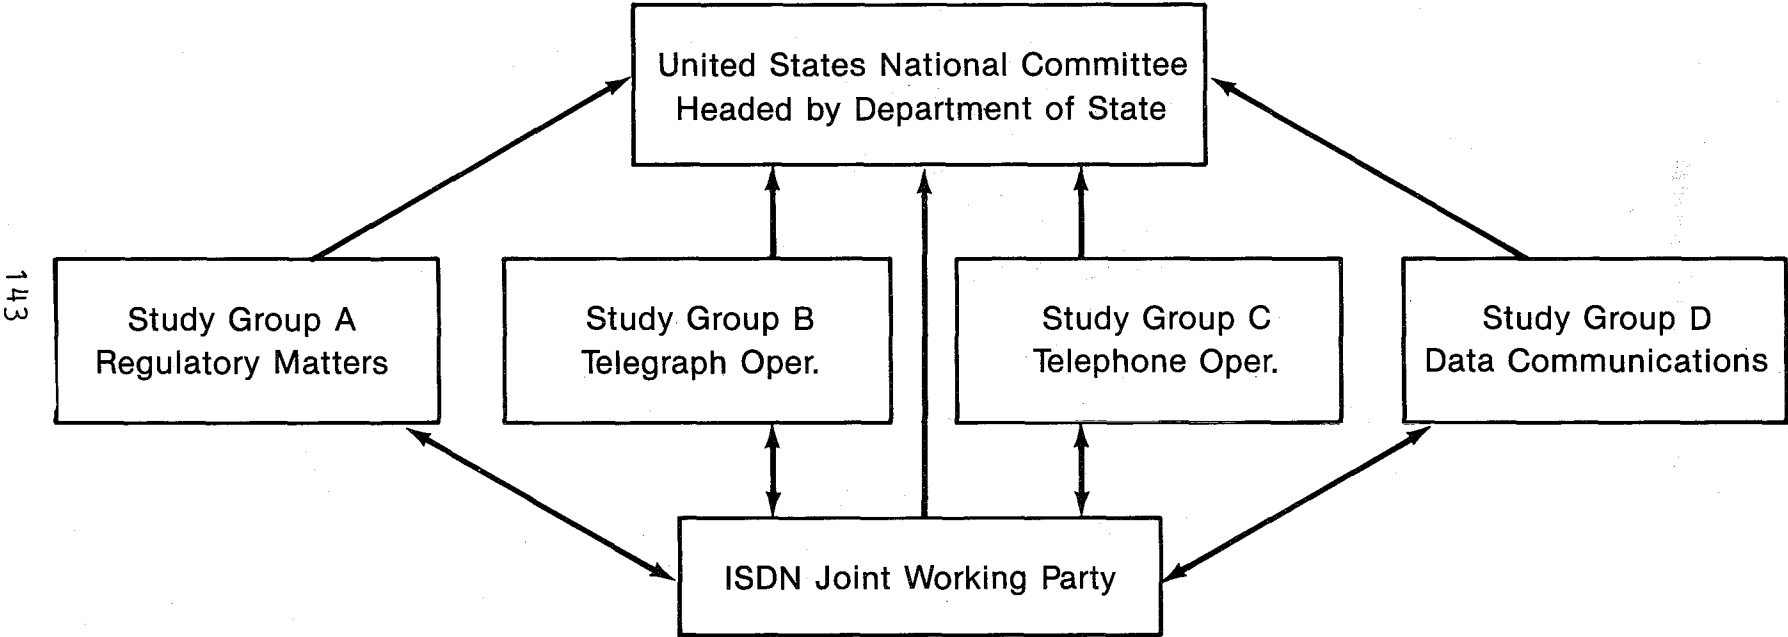 United States National Committee
Headed by Department of State
Study Group A
Regulatory Matters
Study Group B
Telegraph Oper.
Study Group C
Telephone Oper.
Study Group D
Data Communications
ISDN Joint Working Party
143